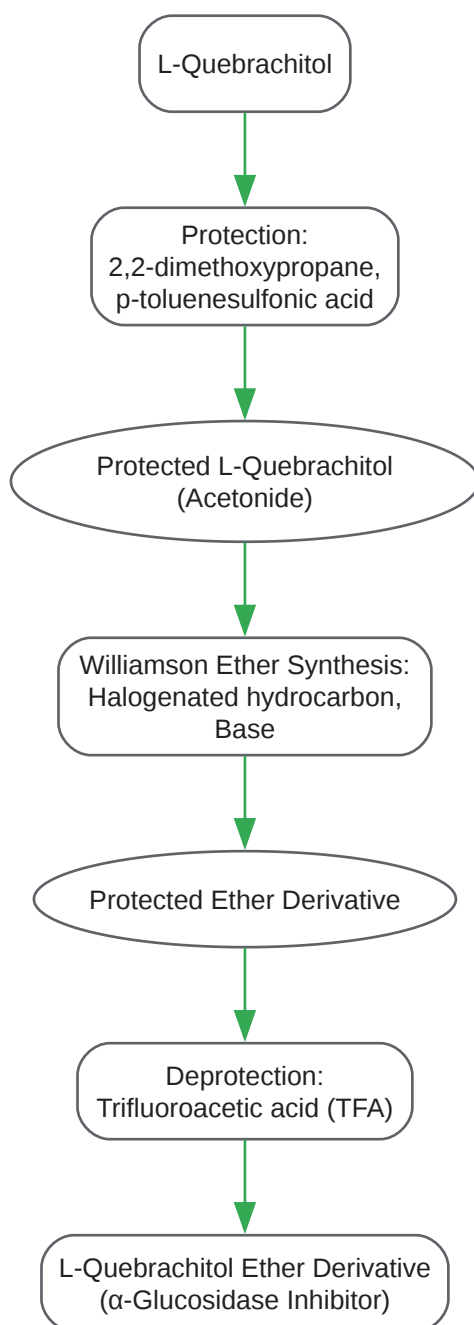 L-Quebrachitol
Protection:
2,2-dimethoxypropane,
p-toluenesulfonic acid
Protected L-Quebrachitol
(Acetonide)
Williamson Ether Synthesis:
Halogenated hydrocarbon,
Base
Protected Ether Derivative
Deprotection:
Trifluoroacetic acid (TFA)
L-Quebrachitol Ether Derivative
(α-Glucosidase Inhibitor)